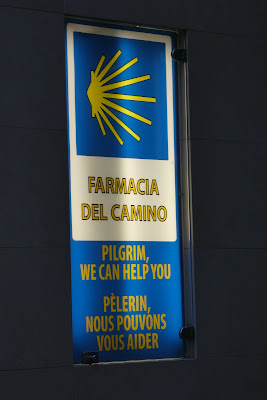 FARMACIA
DEL CAMINO
PILGRIM,
WE CAN HELP YOU
PÈLERIN,
NOUS POUVONS
VOUS AIDER